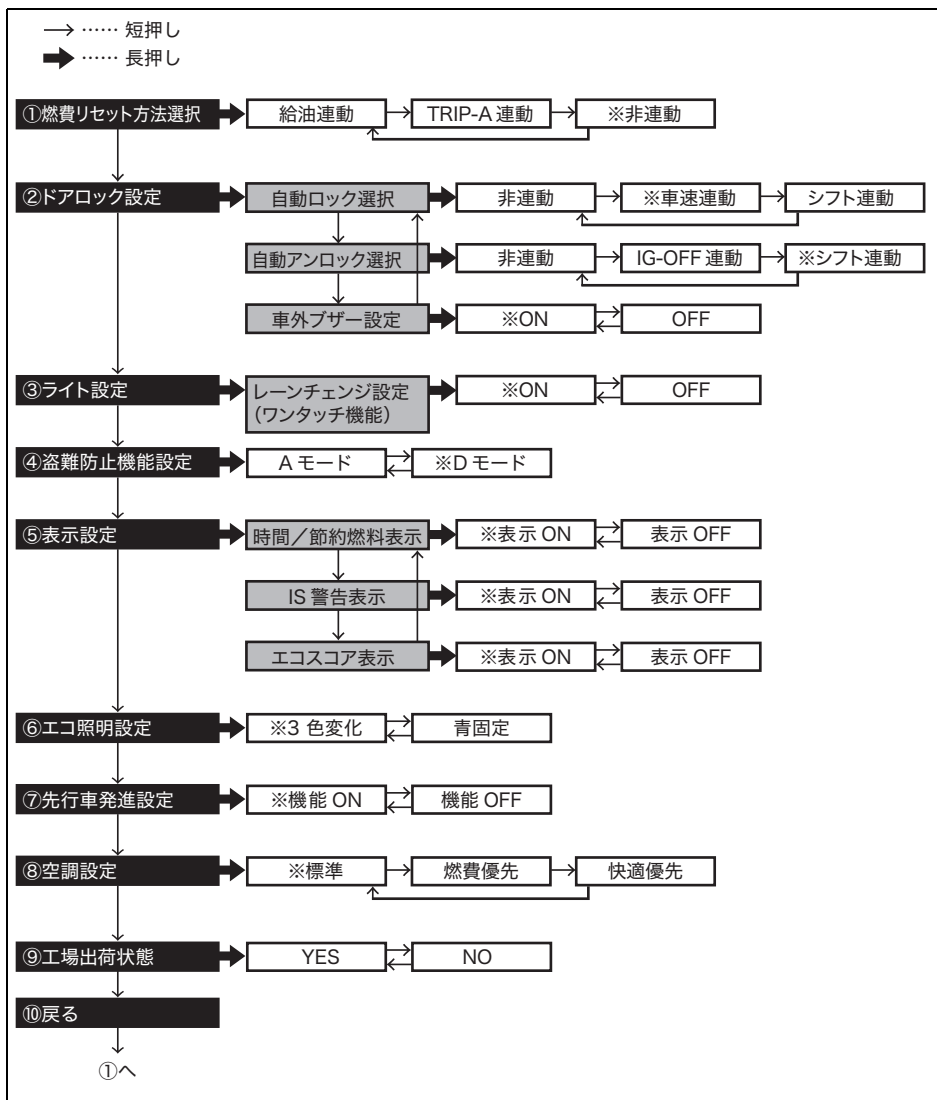 → …… 短押し
➡ …… 長押し
①燃費リセット方法選択 給油連動 TRIP-A 連動 ※非連動
②ドアロック設定 自動ロック選択 非連動 ※車速連動 シフト連動
自動アンロック選択 非連動 IG-OFF 連動 ※シフト連動
車外ブザー設定 ※ON OFF
③ライト設定 レーンチェンジ設定 ※ON OFF
(ワンタッチ機能)
④盗難防止機能設定 A モード ※D モード
⑤表示設定 時間／節約燃料表示 ※表示 ON 表示 OFF
IS 警告表示 ※表示 ON 表示 OFF
エコスコア表示 ※表示 ON 表示 OFF
⑥エコ照明設定 ※3 色変化 青固定
⑦先行車発進設定 ※機能 ON 機能 OFF
⑧空調設定 ※標準 燃費優先 快適優先
⑨工場出荷状態 YES NO
⑩戻る
①へ